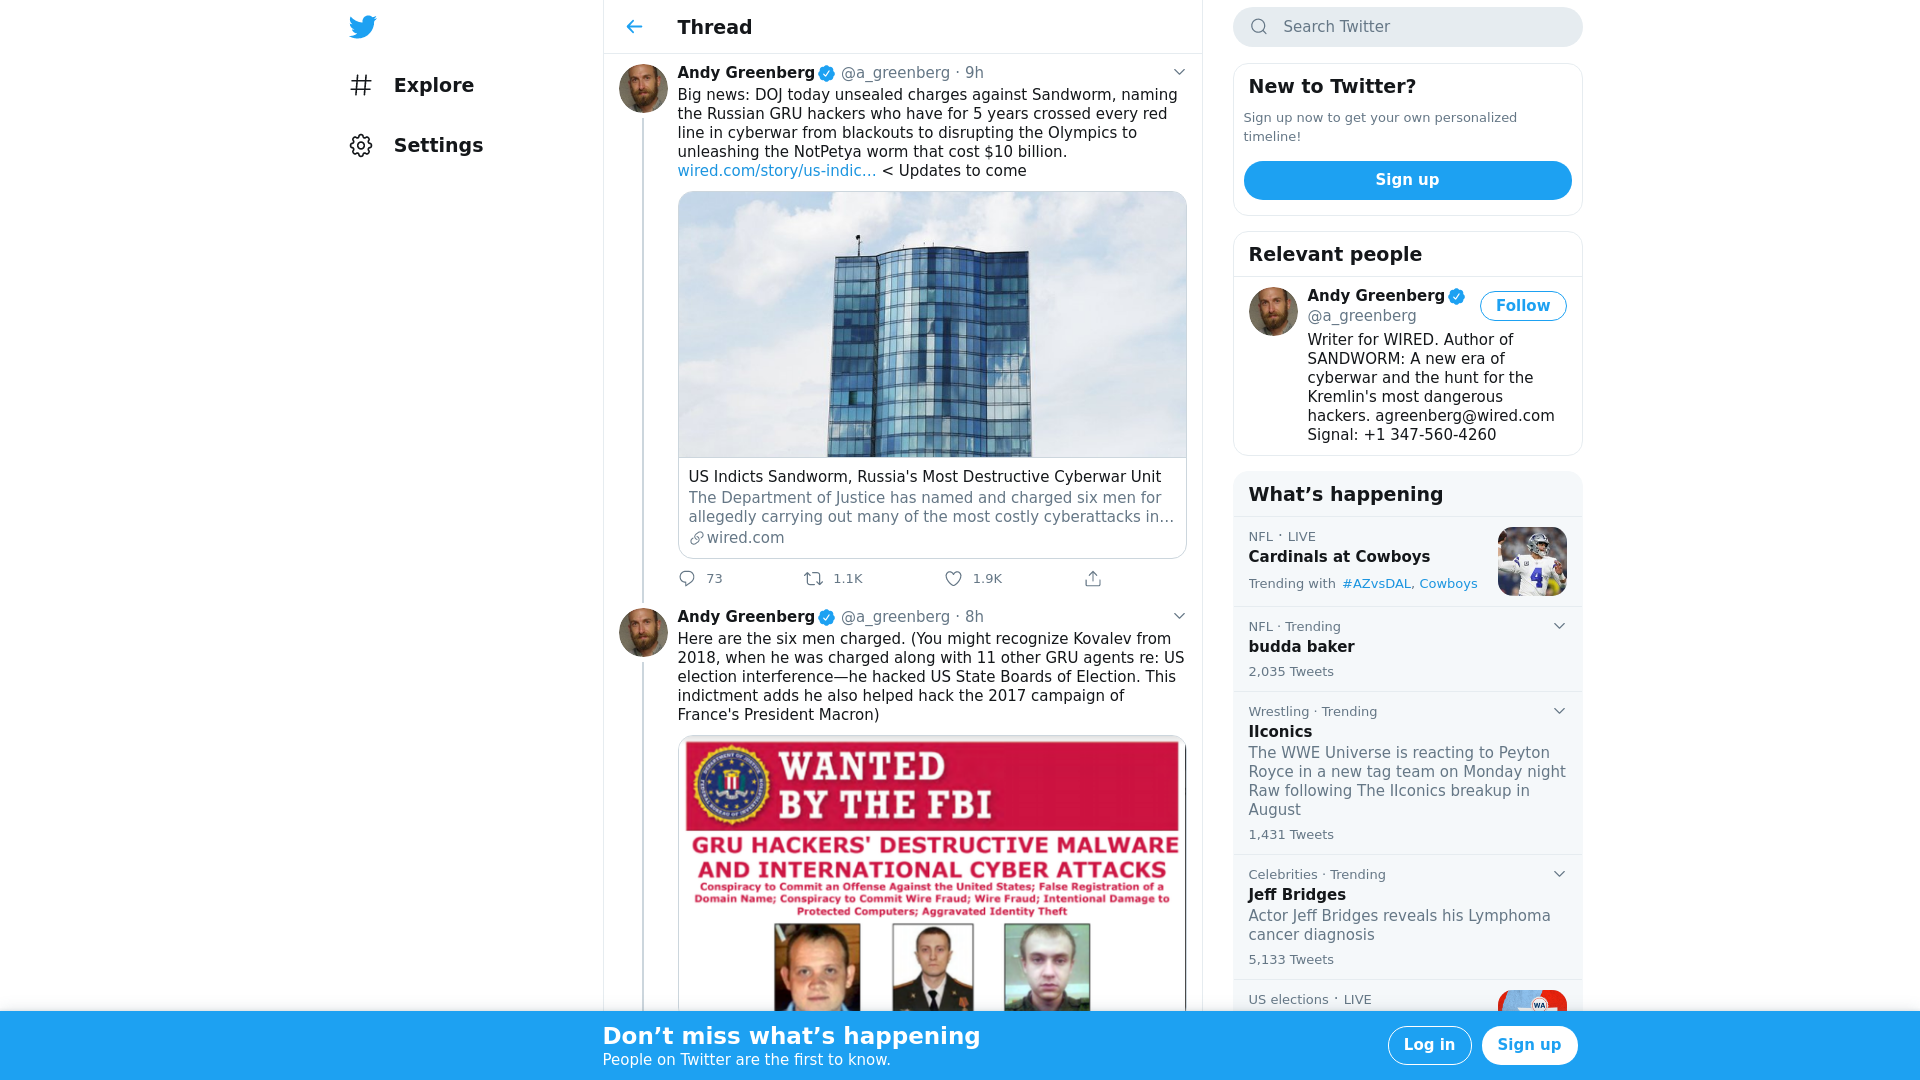 Explore
Settings
Thread
Andy Greenberg @a_greenberg · 9h
Big news: DOJ today unsealed charges against Sandworm, naming
the Russian GRU hackers who have for 5 years crossed every red
line in cyberwar from blackouts to disrupting the Olympics to
unleashing the NotPetya worm that cost $10 billion.
wired.com/story/us-indic… < Updates to come
US Indicts Sandworm, Russia's Most Destructive Cyberwar Unit
The Department of Justice has named and charged six men for
allegedly carrying out many of the most costly cyberattacks in…
wired.com
73 1.1K 1.9K
Andy Greenberg @a_greenberg · 8h
Here are the six men charged. (You might recognize Kovalev from
2018, when he was charged along with 11 other GRU agents re: US
election interference—he hacked US State Boards of Election. This
indictment adds he also helped hack the 2017 campaign of
France's President Macron)
WANTED
BY THE FBI
GRU HACKERS' DESTRUCTIVE MALWARE
AND INTERNATIONAL CYBER ATTACKS
Conspiracy to Commit an Offense Against the United States; False Registration of a
Domain Name; Conspiracy to Commit Wire Fraud; Wire Fraud; Intentional Damage to
Protected Computers; Aggravated Identity Theft
Search Twitter
New to Twitter?
Sign up now to get your own personalized
timeline!
Sign up
Relevant people
Andy Greenberg
@a_greenberg
Follow
Writer for WIRED. Author of
SANDWORM: A new era of
cyberwar and the hunt for the
Kremlin's most dangerous
hackers. agreenberg@wired.com
Signal: +1 347-560-4260
What’s happening
NFL · LIVE
Cardinals at Cowboys
Trending with #AZvsDAL, Cowboys
4
NFL · Trending
budda baker
2,035 Tweets
Wrestling · Trending
IIconics
The WWE Universe is reacting to Peyton
Royce in a new tag team on Monday night
Raw following The IIconics breakup in
August
1,431 Tweets
Celebrities · Trending
Jeff Bridges
Actor Jeff Bridges reveals his Lymphoma
cancer diagnosis
5,133 Tweets
US elections · LIVE
WA
Don’t miss what’s happening
People on Twitter are the first to know.
Log in
Sign up